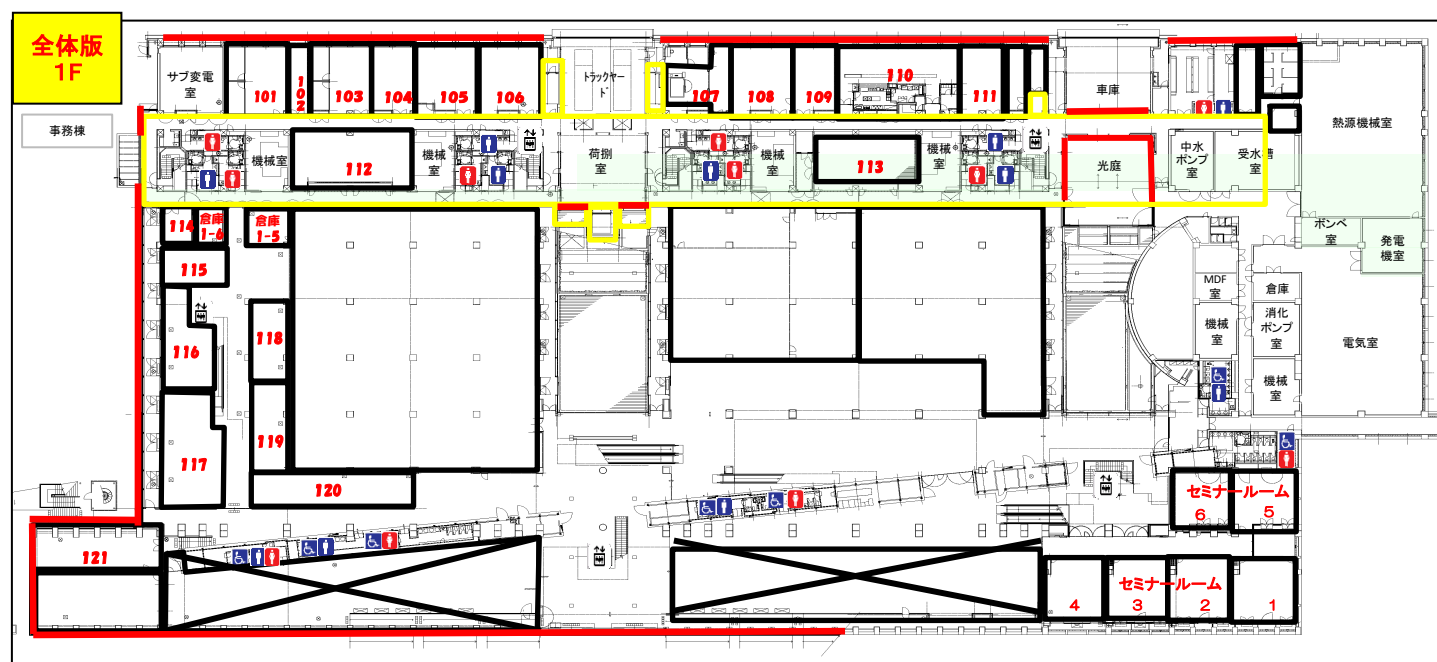 全体版
1F
サブ変電
室
101
102
103
104
105
106
トラックヤー
ド
107
108
109
110
111
車庫
事務棟
熱源機械室
機械室
112
機械
室
荷捌
室
機械
室
113
機械
室
光庭
中水
ポンプ
室
受水槽
室
114
倉庫
1-6
倉庫
1-5
ボンベ
室
発電
機室
115
MDF
室
倉庫
116
118
機械
室
消化
ポンプ
室
電気室
機械
室
117
119
120
セミナールーム
6
5
121
セミナールーム
4
3
2
1